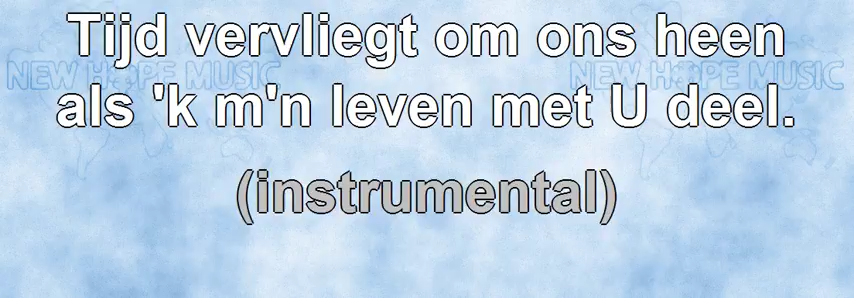 Tijd vervliegt om ons heen
NEW HOPE MUSIC NEW HOPE MUSIC
als 'k m'n leven met U deel.
(instrumental)